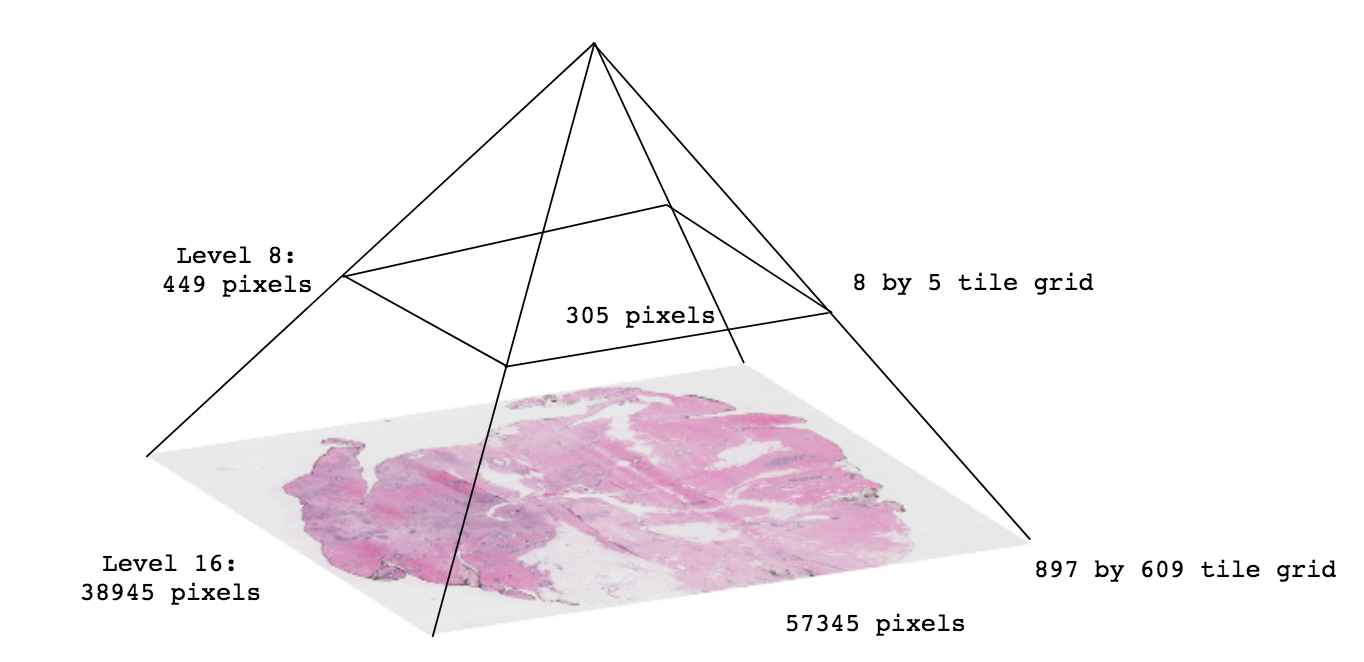 Level 8:
449 pixels
8 by 5 tile grid
305 pixels
Level 16:
38945 pixels
897 by 609 tile grid
57345 pixels